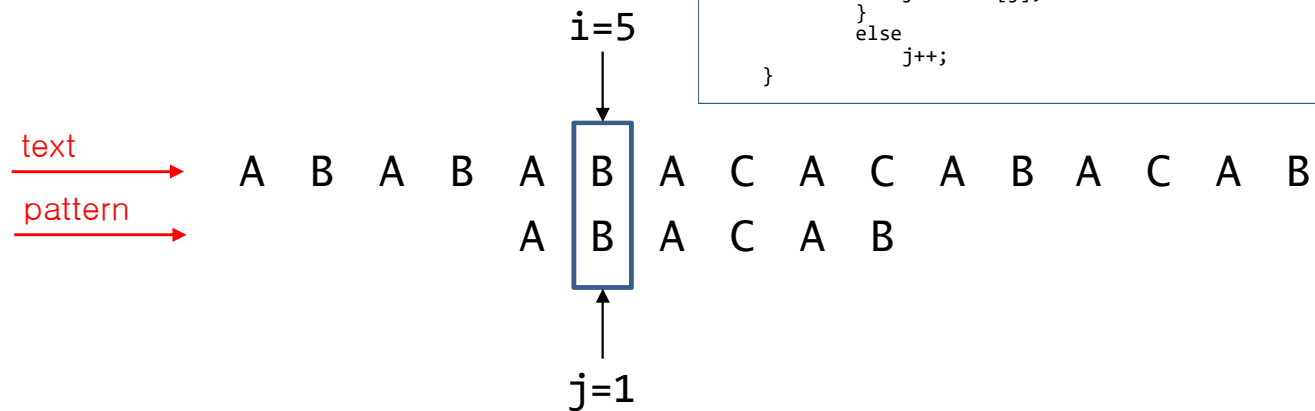 }
else
j++;
}
i=5
text
A B A B A B A C A C A B A C A B
pattern
A B A C A B
j=1